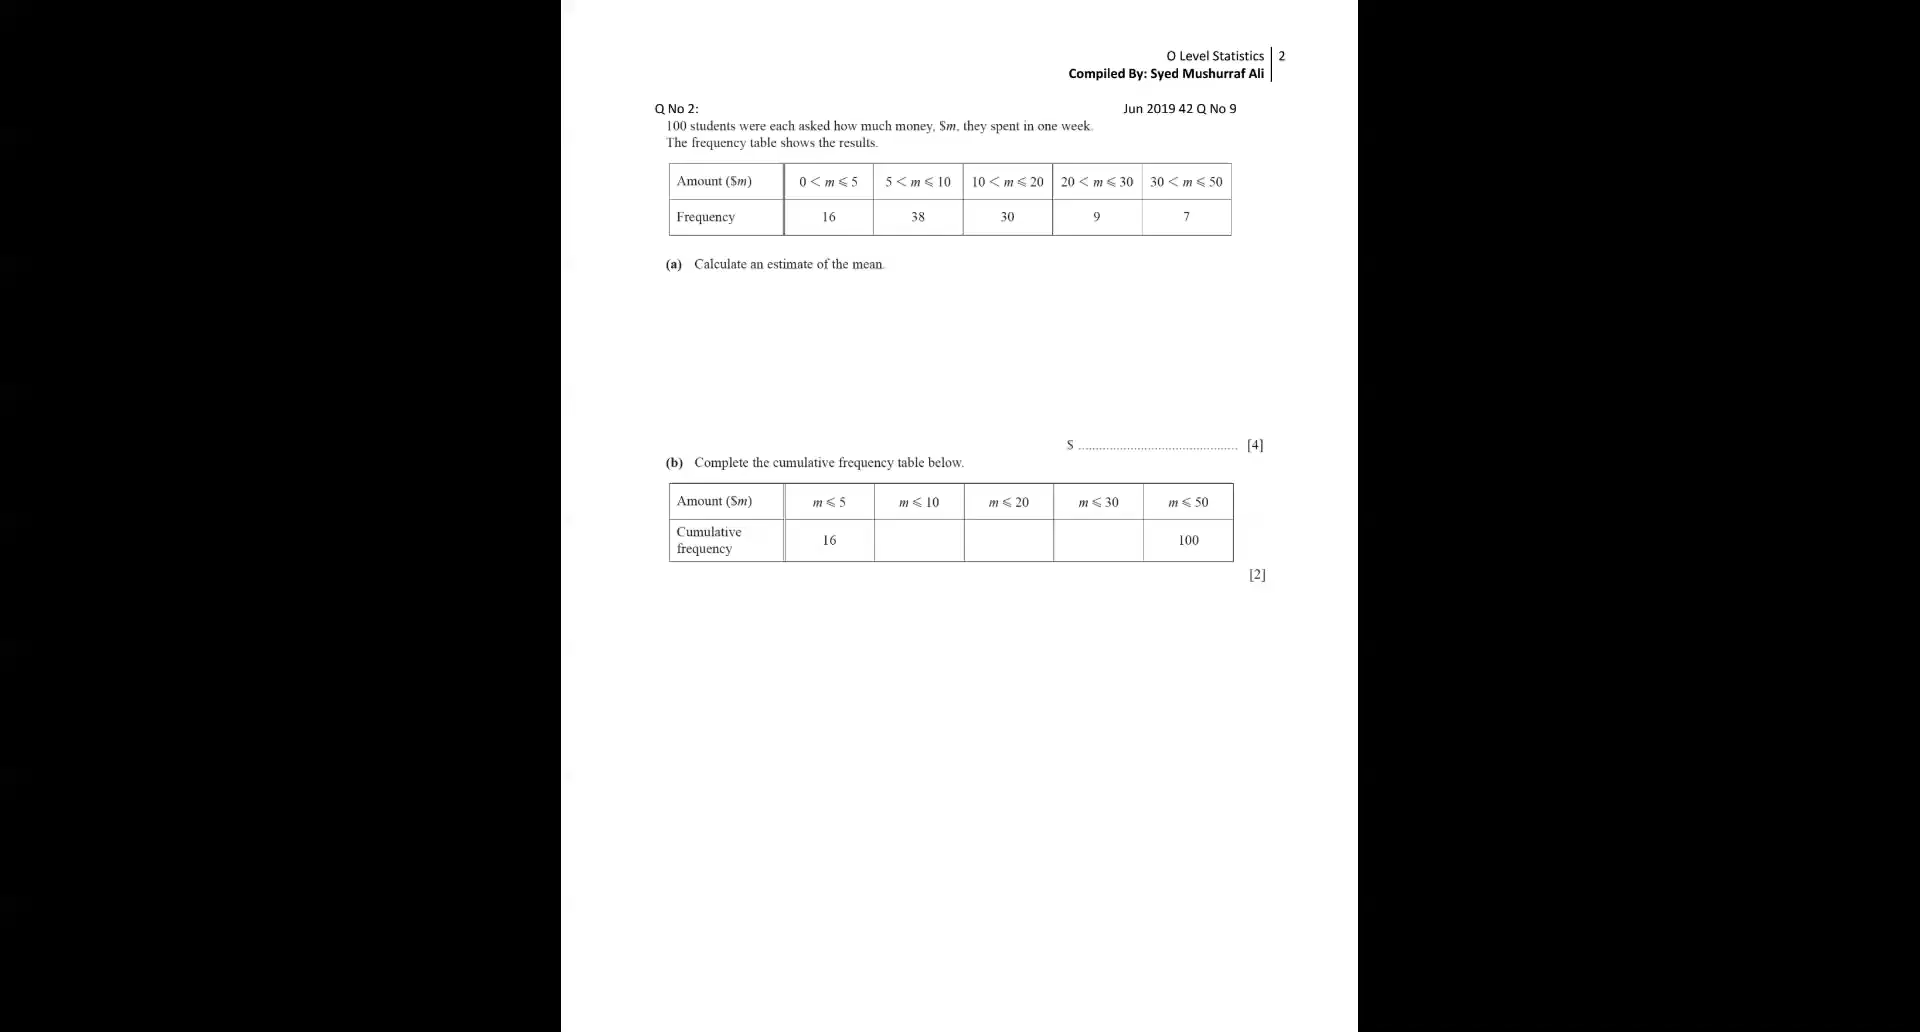 O Level Statistics 2
Compiled By: Syed Mushurraf Ali
Q No 2: Jun 2019 42 Q No 9
100 students were each asked how much money, $m, they spent in one week.
The frequency table shows the results.
Amount ($m) 0 < m ⩽ 5 5 < m ⩽ 10 10 < m ⩽ 20 20 < m ⩽ 30 30 < m ⩽ 50
Frequency 16 38 30 9 7
(a) Calculate an estimate of the mean.
$ .............................................. [4]
(b) Complete the cumulative frequency table below.
Amount ($m) m ⩽ 5 m ⩽ 10 m ⩽ 20 m ⩽ 30 m ⩽ 50
Cumulative
frequency 16 100
[2]